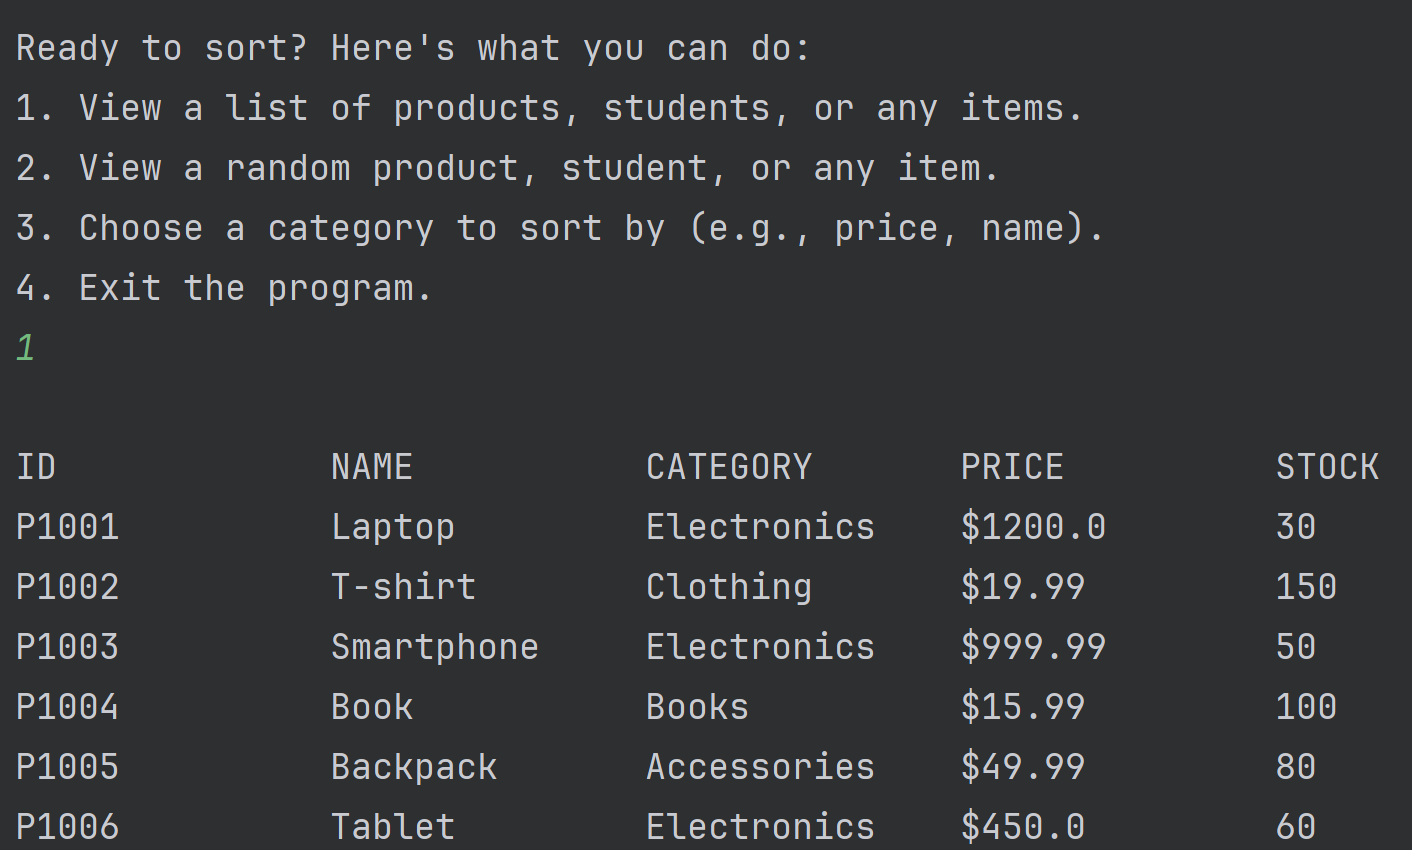 Ready to sort? Here's what you can do:
1. View a list of products, students, or any items.
2. View a random product, student, or any item.
3. Choose a category to sort by (e.g., price, name).
4. Exit the program.
1
ID NAME CATEGORY PRICE STOCK
P1001 Laptop Electronics $1200.0 30
P1002 T-shirt Clothing $19.99 150
P1003 Smartphone Electronics $999.99 50
P1004 Book Books $15.99 100
P1005 Backpack Accessories $49.99 80
P1006 Tablet Electronics $450.0 60